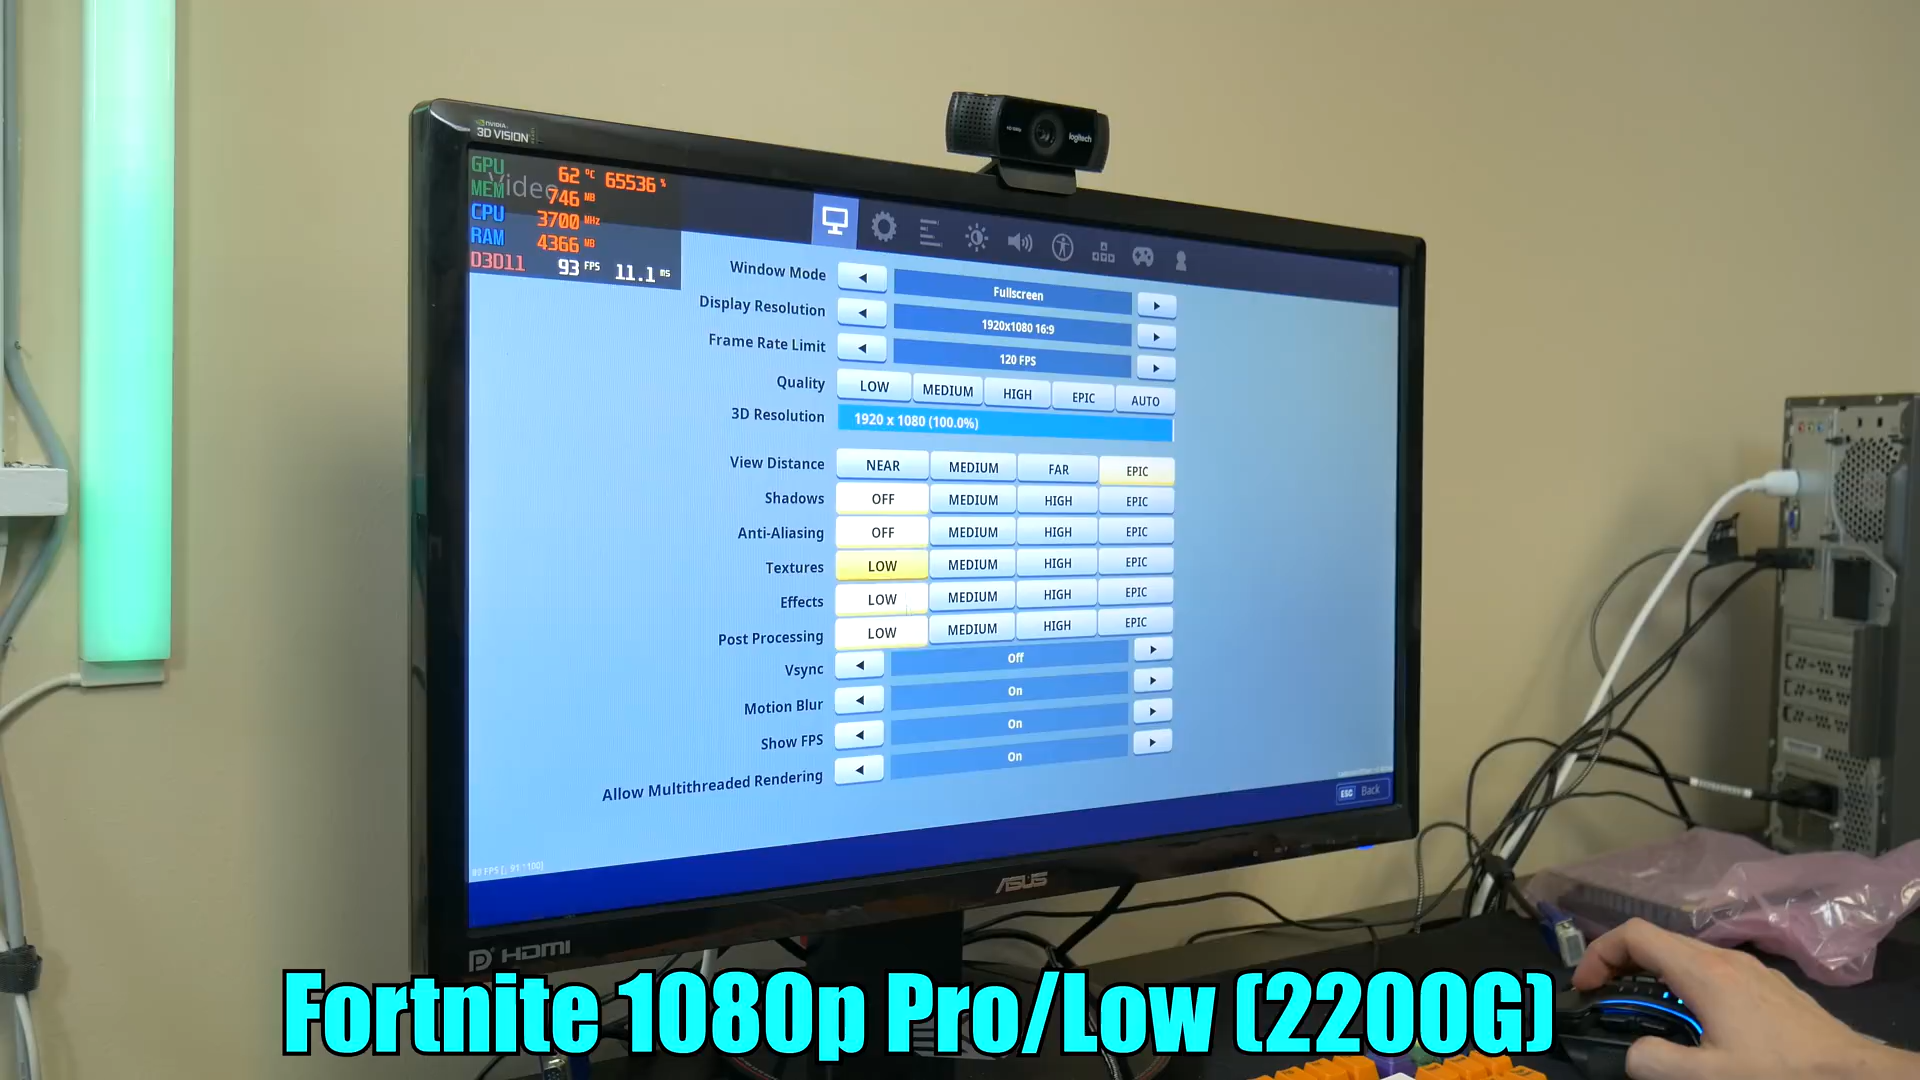 NVIDIA
3D VISION
GPU 62 °C 65536 %
MEM 746 MB
CPU 3700 MHz
RAM 4366 MB
D3D11 93 FPS 11.1 ms
Video
logitech
Window Mode Fullscreen
Display Resolution 1920x1080 16:9
Frame Rate Limit 120 FPS
Quality LOW MEDIUM HIGH EPIC AUTO
3D Resolution 1920 x 1080 (100.0%)
View Distance NEAR MEDIUM FAR EPIC
Shadows OFF MEDIUM HIGH EPIC
Anti-Aliasing OFF MEDIUM HIGH EPIC
Textures LOW MEDIUM HIGH EPIC
Effects LOW MEDIUM HIGH EPIC
Post Processing LOW MEDIUM HIGH EPIC
Vsync Off
Motion Blur On
Show FPS On
Allow Multithreaded Rendering On
ESC Back
ASUS
HDMI
Fortnite 1080p Pro/Low (2200G)